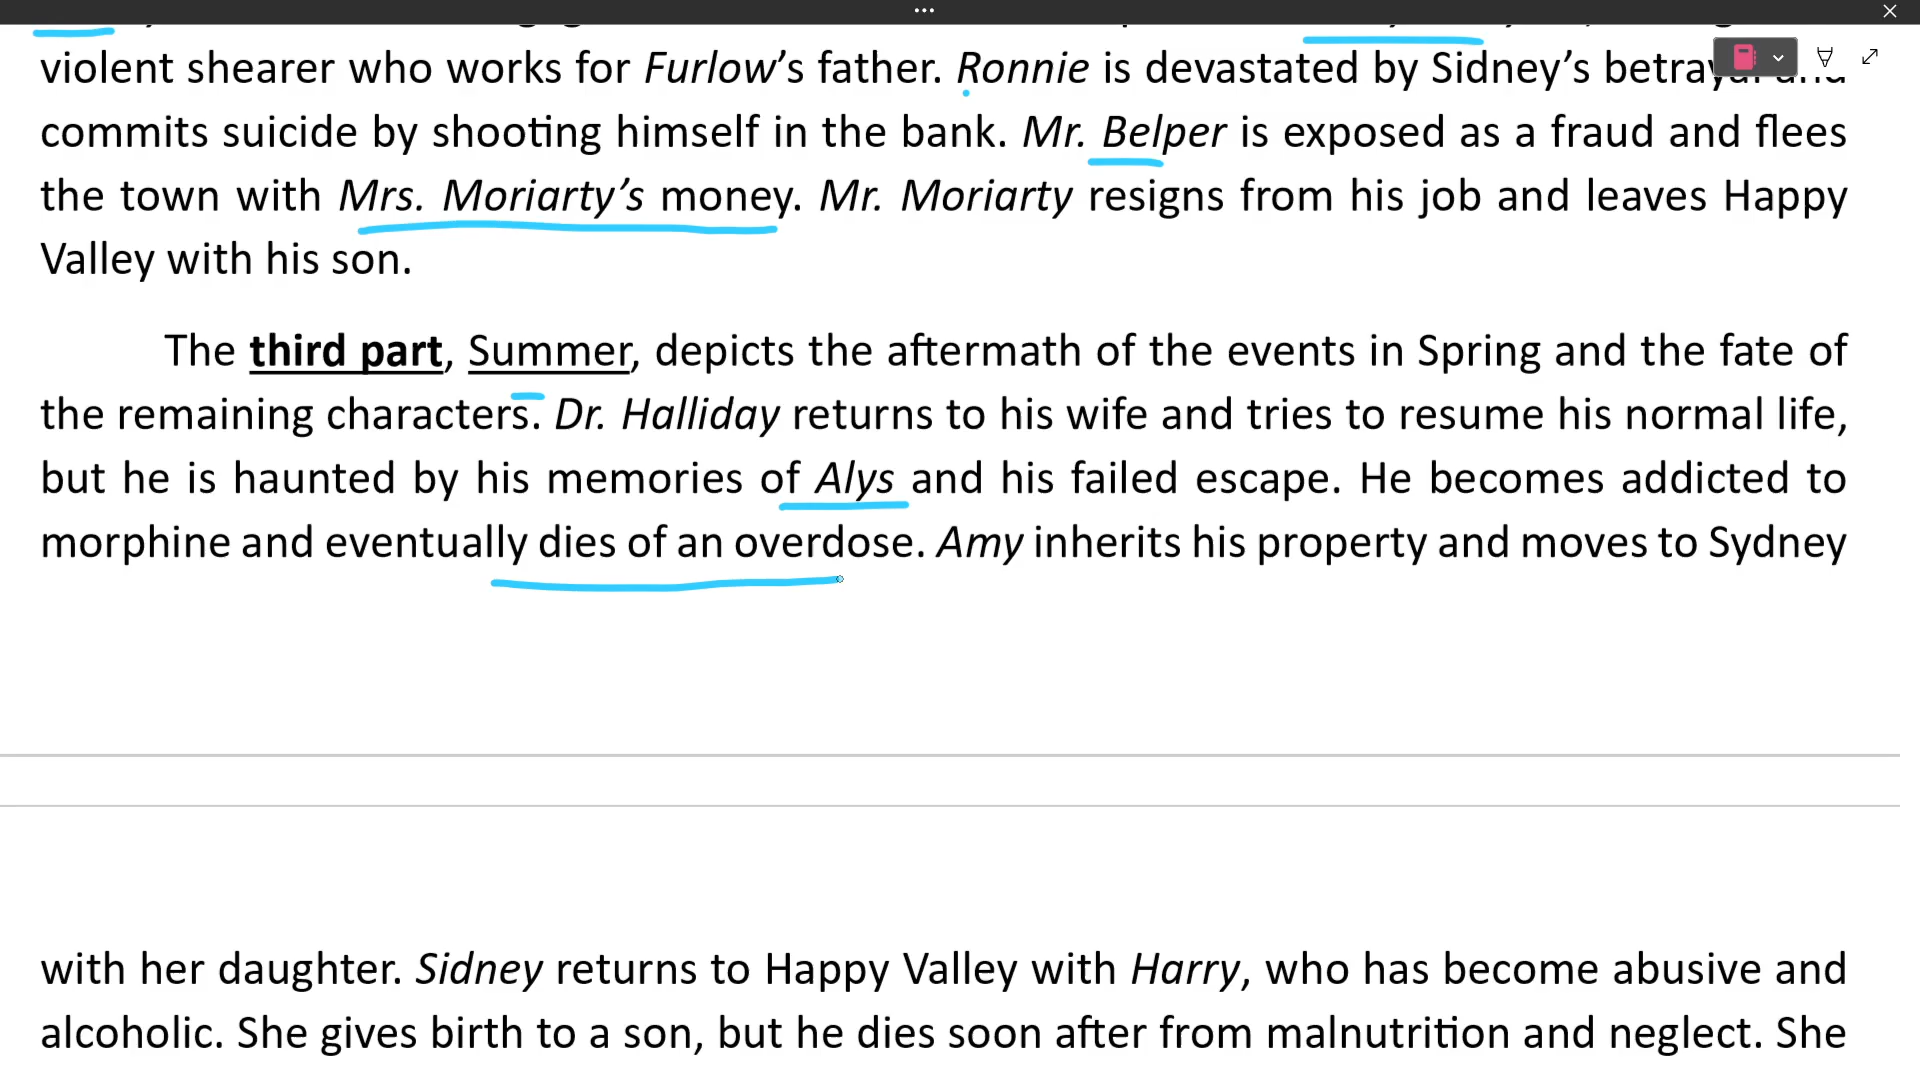 violent shearer who works for Furlow’s father. Ronnie is devastated by Sidney’s
commits suicide by shooting himself in the bank. Mr. Belper is exposed as a fraud and flees
the town with Mrs. Moriarty’s money. Mr. Moriarty resigns from his job and leaves Happy
Valley with his son.
The third part, Summer, depicts the aftermath of the events in Spring and the fate of
the remaining characters. Dr. Halliday returns to his wife and tries to resume his normal life,
but he is haunted by his memories of Alys and his failed escape. He becomes addicted to
morphine and eventually dies of an overdose. Amy inherits his property and moves to Sydney
with her daughter. Sidney returns to Happy Valley with Harry, who has become abusive and
alcoholic. She gives birth to a son, but he dies soon after from malnutrition and neglect. She